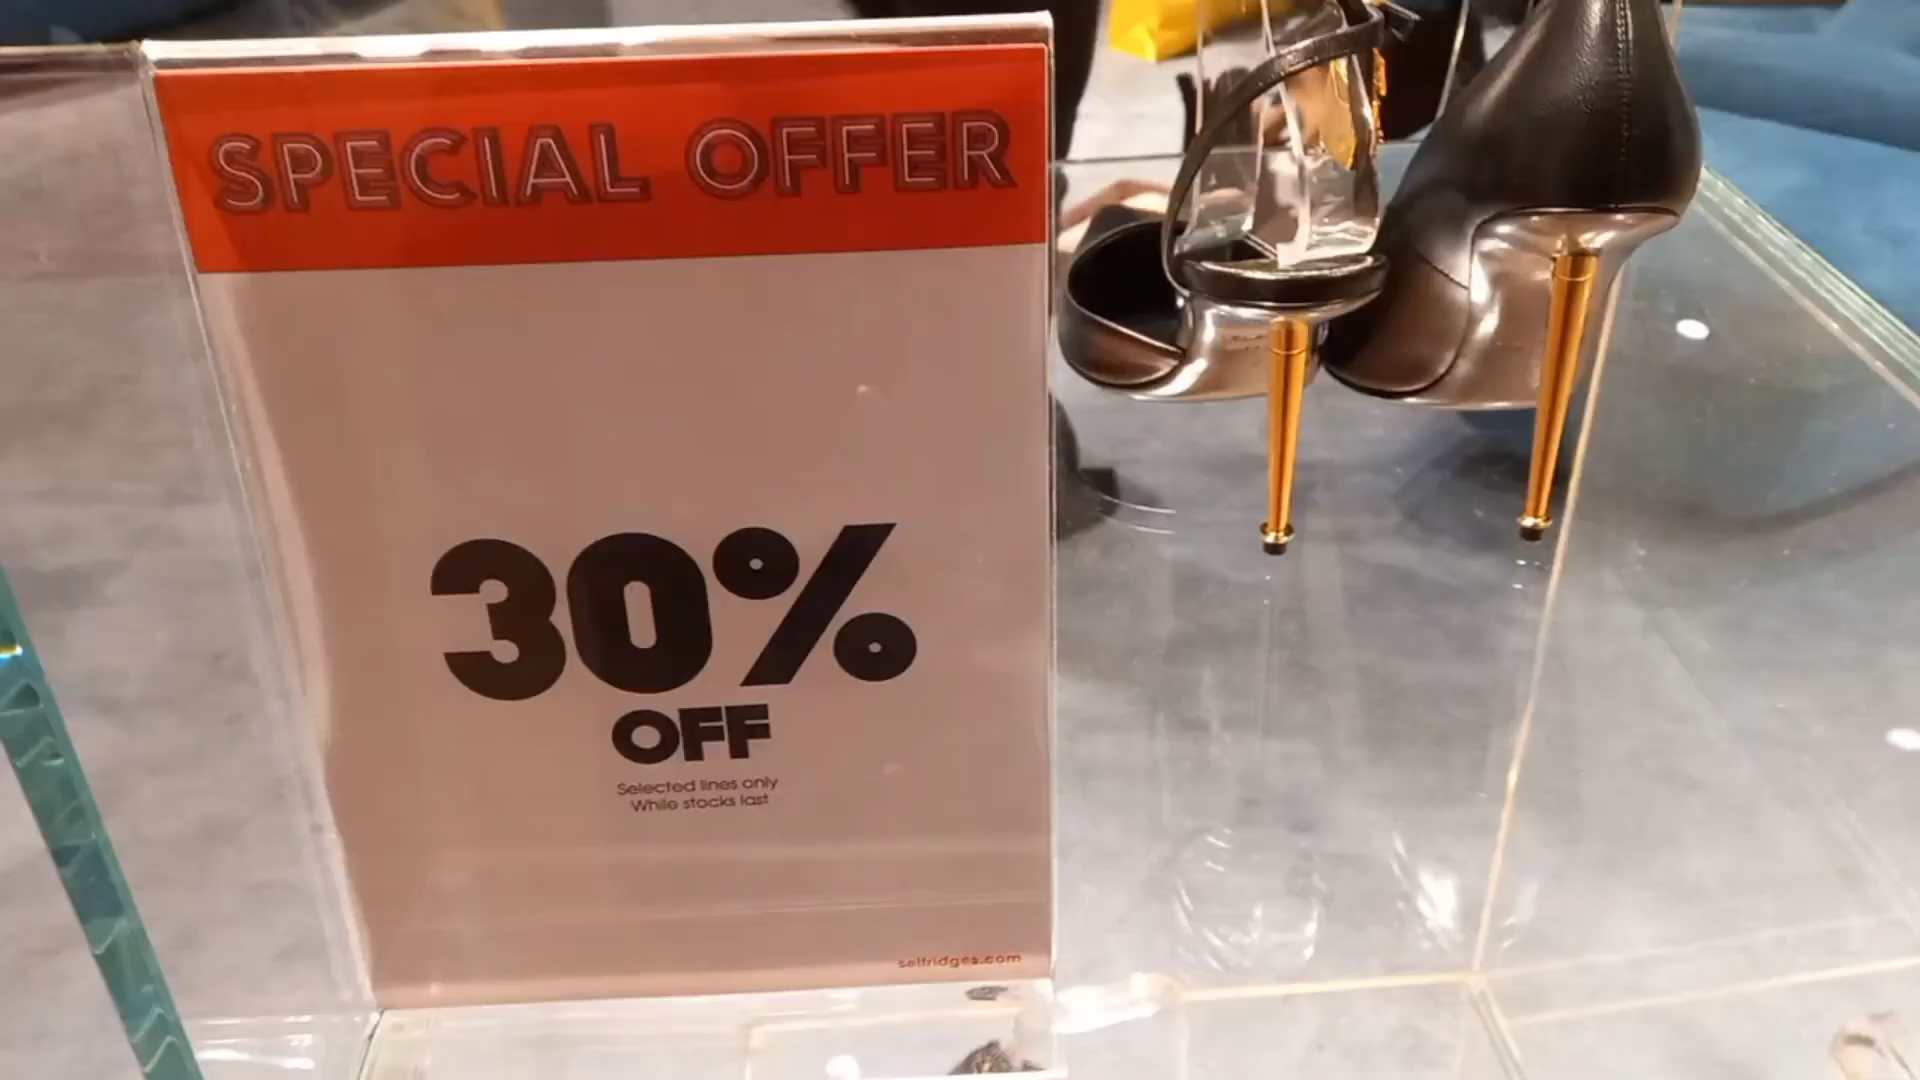 SPECIAL OFFER
30%
OFF
Selected lines only
While stocks last
selfridges.com